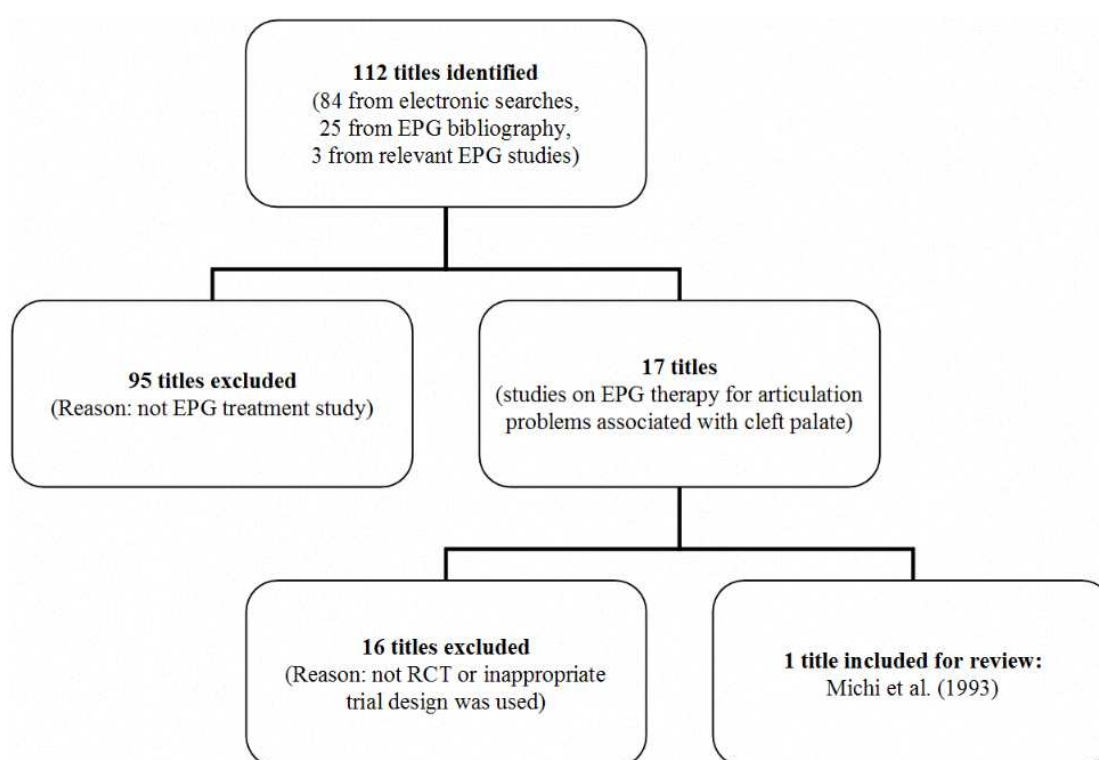 112 titles identified
(84 from electronic searches,
25 from EPG bibliography,
3 from relevant EPG studies)
95 titles excluded
(Reason: not EPG treatment study)
17 titles
(studies on EPG therapy for articulation
problems associated with cleft palate)
16 titles excluded
(Reason: not RCT or inappropriate
trial design was used)
1 title included for review:
Michi et al. (1993)